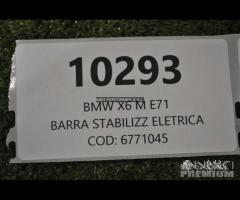 10293
BMW X6 M E71
BARRA STABILIZZ ELETRICA
COD: 6771045
PREMIUM